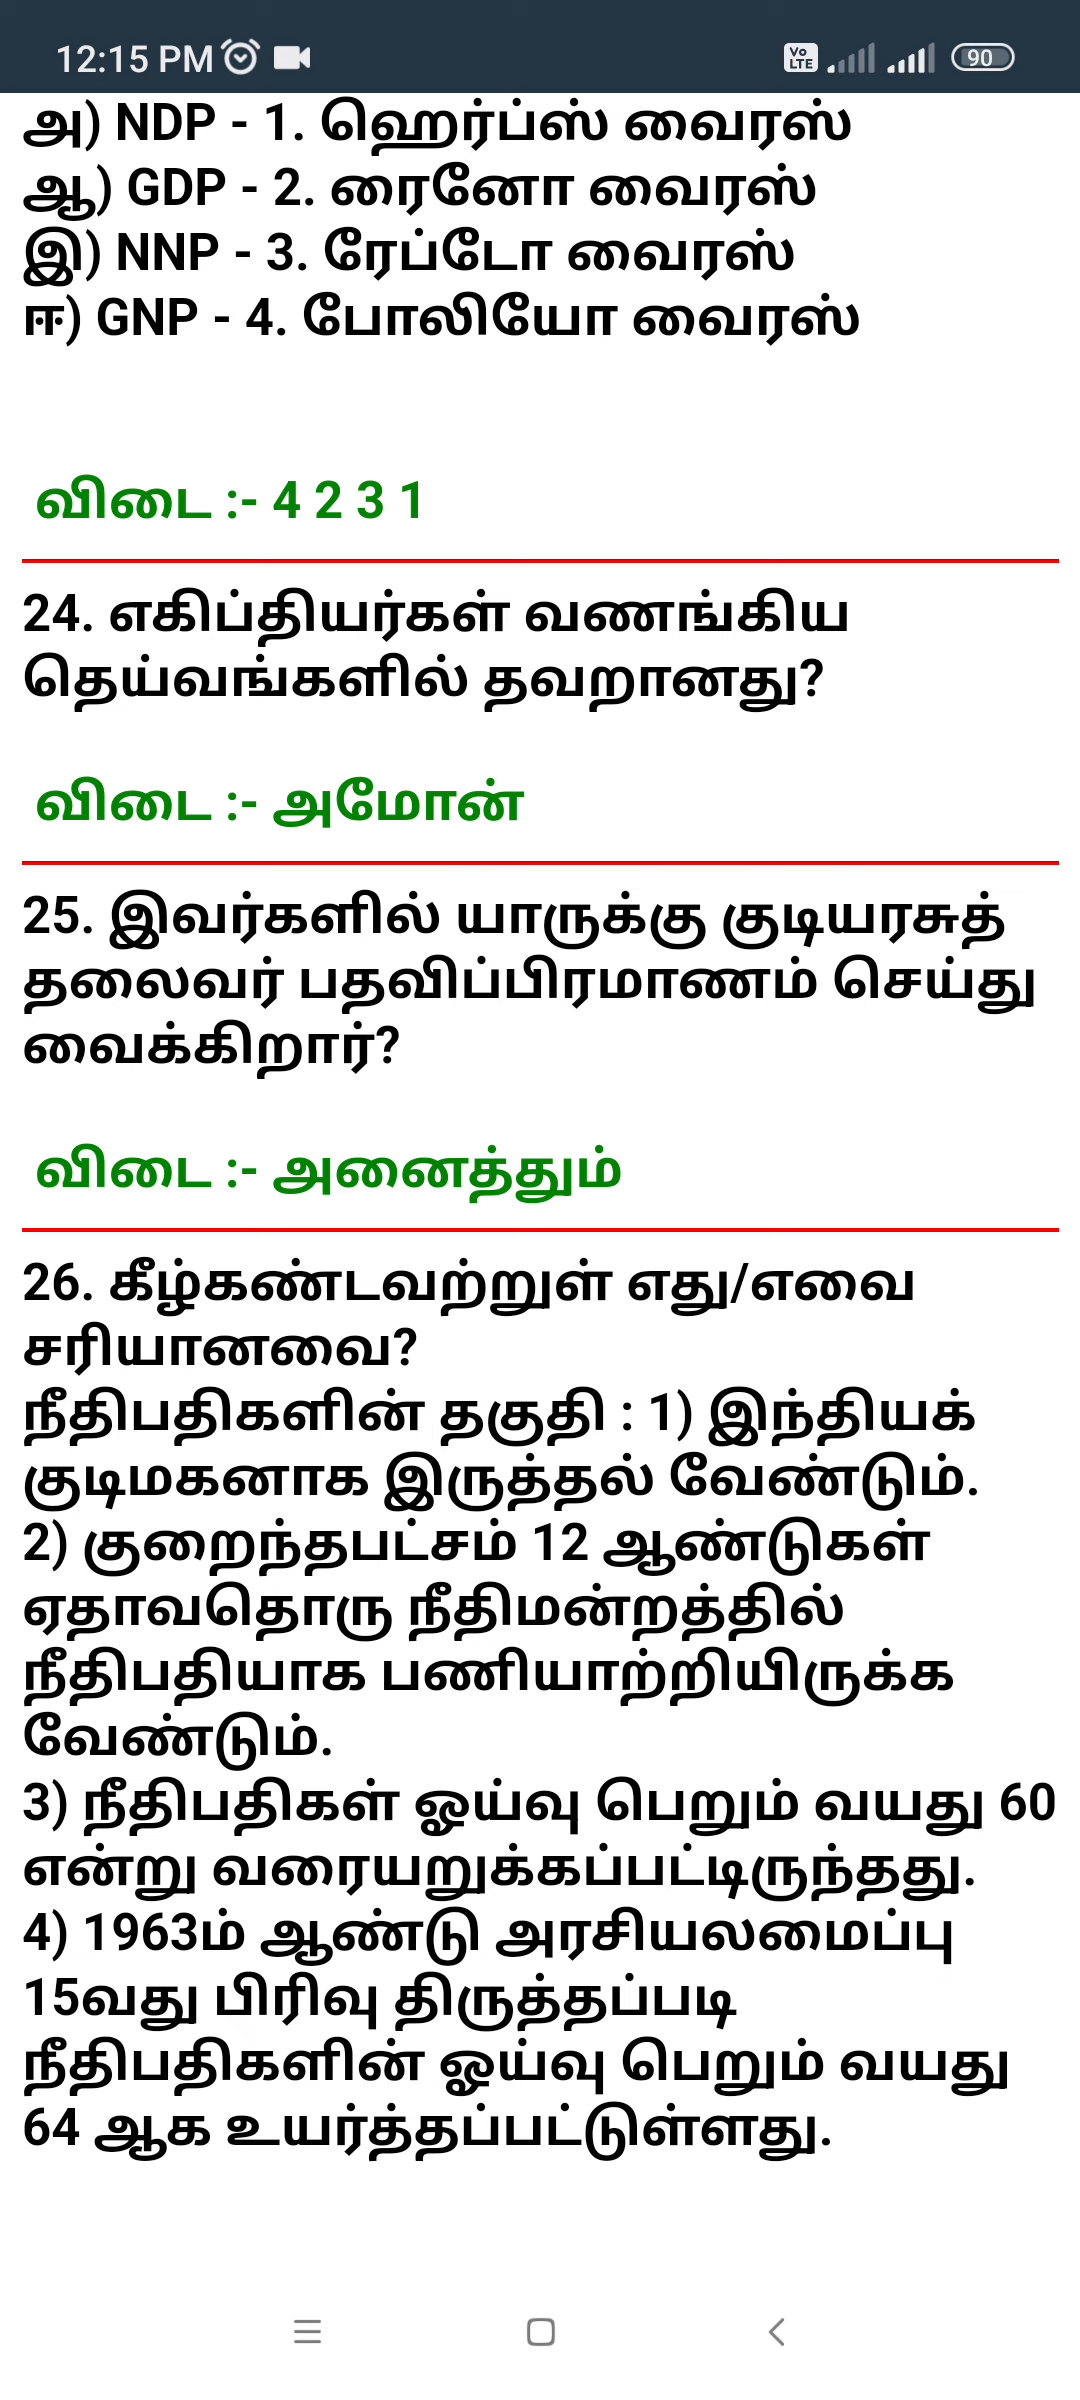 12:15 PM
Vo LTE
90
அ) NDP - 1. ஹெர்ப்ஸ் வைரஸ்
ஆ) GDP - 2. ரைனோ வைரஸ்
இ) NNP - 3. ரேப்டோ வைரஸ்
ஈ) GNP - 4. போலியோ வைரஸ்
விடை :- 4 2 3 1
24. எகிப்தியர்கள் வணங்கிய
தெய்வங்களில் தவறானது?
விடை :- அமோன்
25. இவர்களில் யாருக்கு குடியரசுத்
தலைவர் பதவிப்பிரமாணம் செய்து
வைக்கிறார்?
விடை :- அனைத்தும்
26. கீழ்கண்டவற்றுள் எது/எவை
சரியானவை?
நீதிபதிகளின் தகுதி : 1) இந்தியக்
குடிமகனாக இருத்தல் வேண்டும்.
2) குறைந்தபட்சம் 12 ஆண்டுகள்
ஏதாவதொரு நீதிமன்றத்தில்
நீதிபதியாக பணியாற்றியிருக்க
வேண்டும்.
3) நீதிபதிகள் ஓய்வு பெறும் வயது 60
என்று வரையறுக்கப்பட்டிருந்தது.
4) 1963ம் ஆண்டு அரசியலமைப்பு
15வது பிரிவு திருத்தப்படி
நீதிபதிகளின் ஓய்வு பெறும் வயது
64 ஆக உயர்த்தப்பட்டுள்ளது.